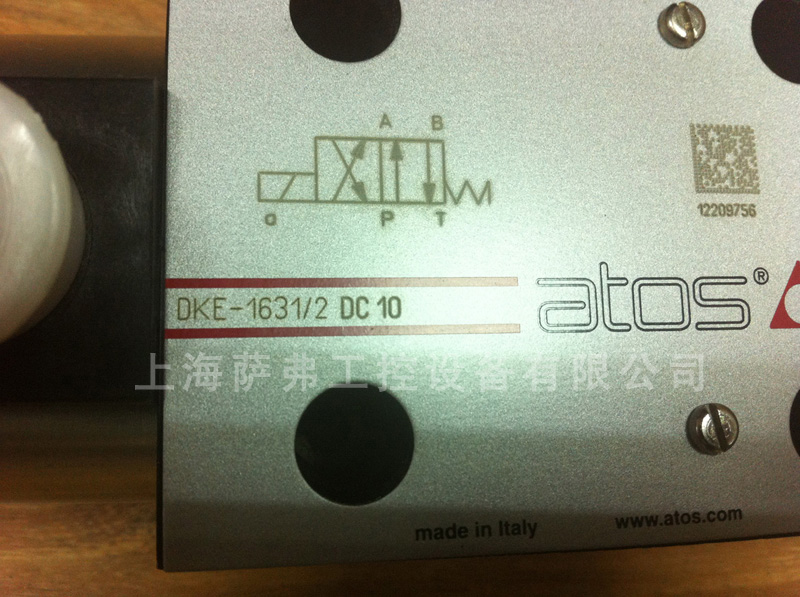 A B
a P T
12209756
DKE-1631/2 DC 10
atos®
上海萨弗工控设备有限公司
made in Italy
www.atos.com